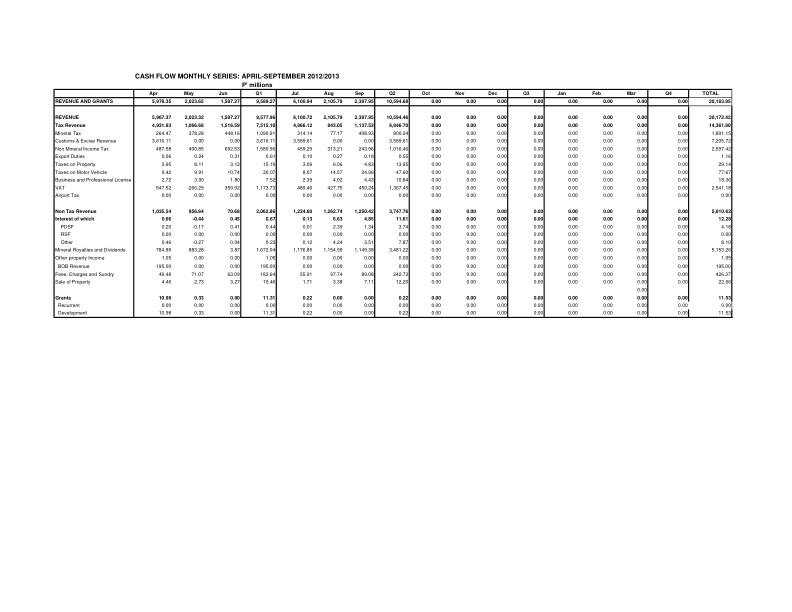 CASH FLOW MONTHLY SERIES: APRIL-SEPTEMBER 2012/2013
P' millions
Apr May Jun Q1 Jul Aug Sep Q2 Oct Nov Dec Q3 Jan Feb Mar Q4 TOTAL
REVENUE AND GRANTS 5,978.35 2,023.65 1,587.27 9,589.27 6,100.94 2,105.79 2,387.95 10,594.68 0.00 0.00 0.00 0.00 0.00 0.00 0.00 0.00 20,183.95
REVENUE 5,967.37 2,023.32 1,587.27 9,577.96 6,100.72 2,105.79 2,387.95 10,594.46 0.00 0.00 0.00 0.00 0.00 0.00 0.00 0.00 20,172.42
Tax Revenue 4,931.83 1,066.68 1,516.59 7,515.10 4,866.12 843.05 1,137.53 6,846.70 0.00 0.00 0.00 0.00 0.00 0.00 0.00 0.00 14,361.80
Mineral Tax 264.47 378.28 448.16 1,090.91 314.14 77.17 408.93 800.24 0.00 0.00 0.00 0.00 0.00 0.00 0.00 0.00 1,891.15
Customs & Excise Revenue 3,616.11 0.00 0.00 3,616.11 3,589.61 0.00 0.00 3,589.61 0.00 0.00 0.00 0.00 0.00 0.00 0.00 0.00 7,205.72
Non Mineral Income Tax 487.58 400.85 692.53 1,580.96 459.29 313.21 243.96 1,016.46 0.00 0.00 0.00 0.00 0.00 0.00 0.00 0.00 2,597.42
Export Duties 0.06 0.24 0.31 0.61 0.10 0.27 0.18 0.55 0.00 0.00 0.00 0.00 0.00 0.00 0.00 0.00 1.16
Taxes on Property 3.95 8.11 3.13 15.19 3.06 6.06 4.83 13.95 0.00 0.00 0.00 0.00 0.00 0.00 0.00 0.00 29.14
Taxes on Motor Vehicle 9.42 9.91 10.74 30.07 8.07 14.57 24.96 47.60 0.00 0.00 0.00 0.00 0.00 0.00 0.00 0.00 77.67
Business and Professional License 2.72 3.00 1.80 7.52 2.39 4.02 4.43 10.84 0.00 0.00 0.00 0.00 0.00 0.00 0.00 0.00 18.36
VAT 547.52 266.29 359.92 1,173.73 489.46 427.75 450.24 1,367.45 0.00 0.00 0.00 0.00 0.00 0.00 0.00 0.00 2,541.18
Airport Tax 0.00 0.00 0.00 0.00 0.00 0.00 0.00 0.00 0.00 0.00 0.00 0.00 0.00 0.00 0.00 0.00 0.00
Non Tax Revenue 1,035.54 956.64 70.68 2,062.86 1,234.60 1,262.74 1,250.42 3,747.76 0.00 0.00 0.00 0.00 0.00 0.00 0.00 0.00 5,810.62
Interest of which 0.66 -0.44 0.45 0.67 0.13 6.63 4.85 11.61 0.00 0.00 0.00 0.00 0.00 0.00 0.00 0.00 12.28
PDSF 0.20 -0.17 0.41 0.44 0.01 2.39 1.34 3.74 0.00 0.00 0.00 0.00 0.00 0.00 0.00 0.00 4.18
RSF 0.00 0.00 0.00 0.00 0.00 0.00 0.00 0.00 0.00 0.00 0.00 0.00 0.00 0.00 0.00 0.00 0.00
Other 0.46 -0.27 0.04 0.23 0.12 4.24 3.51 7.87 0.00 0.00 0.00 0.00 0.00 0.00 0.00 0.00 8.10
Mineral Royalties and Dividends 784.89 883.28 3.87 1,672.04 1,176.85 1,154.99 1,149.38 3,481.22 0.00 0.00 0.00 0.00 0.00 0.00 0.00 0.00 5,153.26
Other property Income 1.05 0.00 0.00 1.05 0.00 0.00 0.00 0.00 0.00 0.00 0.00 0.00 0.00 0.00 0.00 0.00 1.05
BOB Revenue 195.00 0.00 0.00 195.00 0.00 0.00 0.00 0.00 0.00 0.00 0.00 0.00 0.00 0.00 0.00 0.00 195.00
Fees, Charges and Sundry 48.48 71.07 63.09 182.64 55.91 97.74 89.08 242.73 0.00 0.00 0.00 0.00 0.00 0.00 0.00 0.00 426.37
Sale of Property 4.46 2.73 3.27 10.46 1.71 3.38 7.11 12.20 0.00 0.00 0.00 0.00 0.00 0.00 0.00 0.00 22.66
0.00
Grants 10.98 0.33 0.00 11.31 0.22 0.00 0.00 0.22 0.00 0.00 0.00 0.00 0.00 0.00 0.00 0.00 11.53
Recurrent 0.00 0.00 0.00 0.00 0.00 0.00 0.00 0.00 0.00 0.00 0.00 0.00 0.00 0.00 0.00 0.00 0.00
Development 10.98 0.33 0.00 11.31 0.22 0.00 0.00 0.22 0.00 0.00 0.00 0.00 0.00 0.00 0.00 0.00 11.53